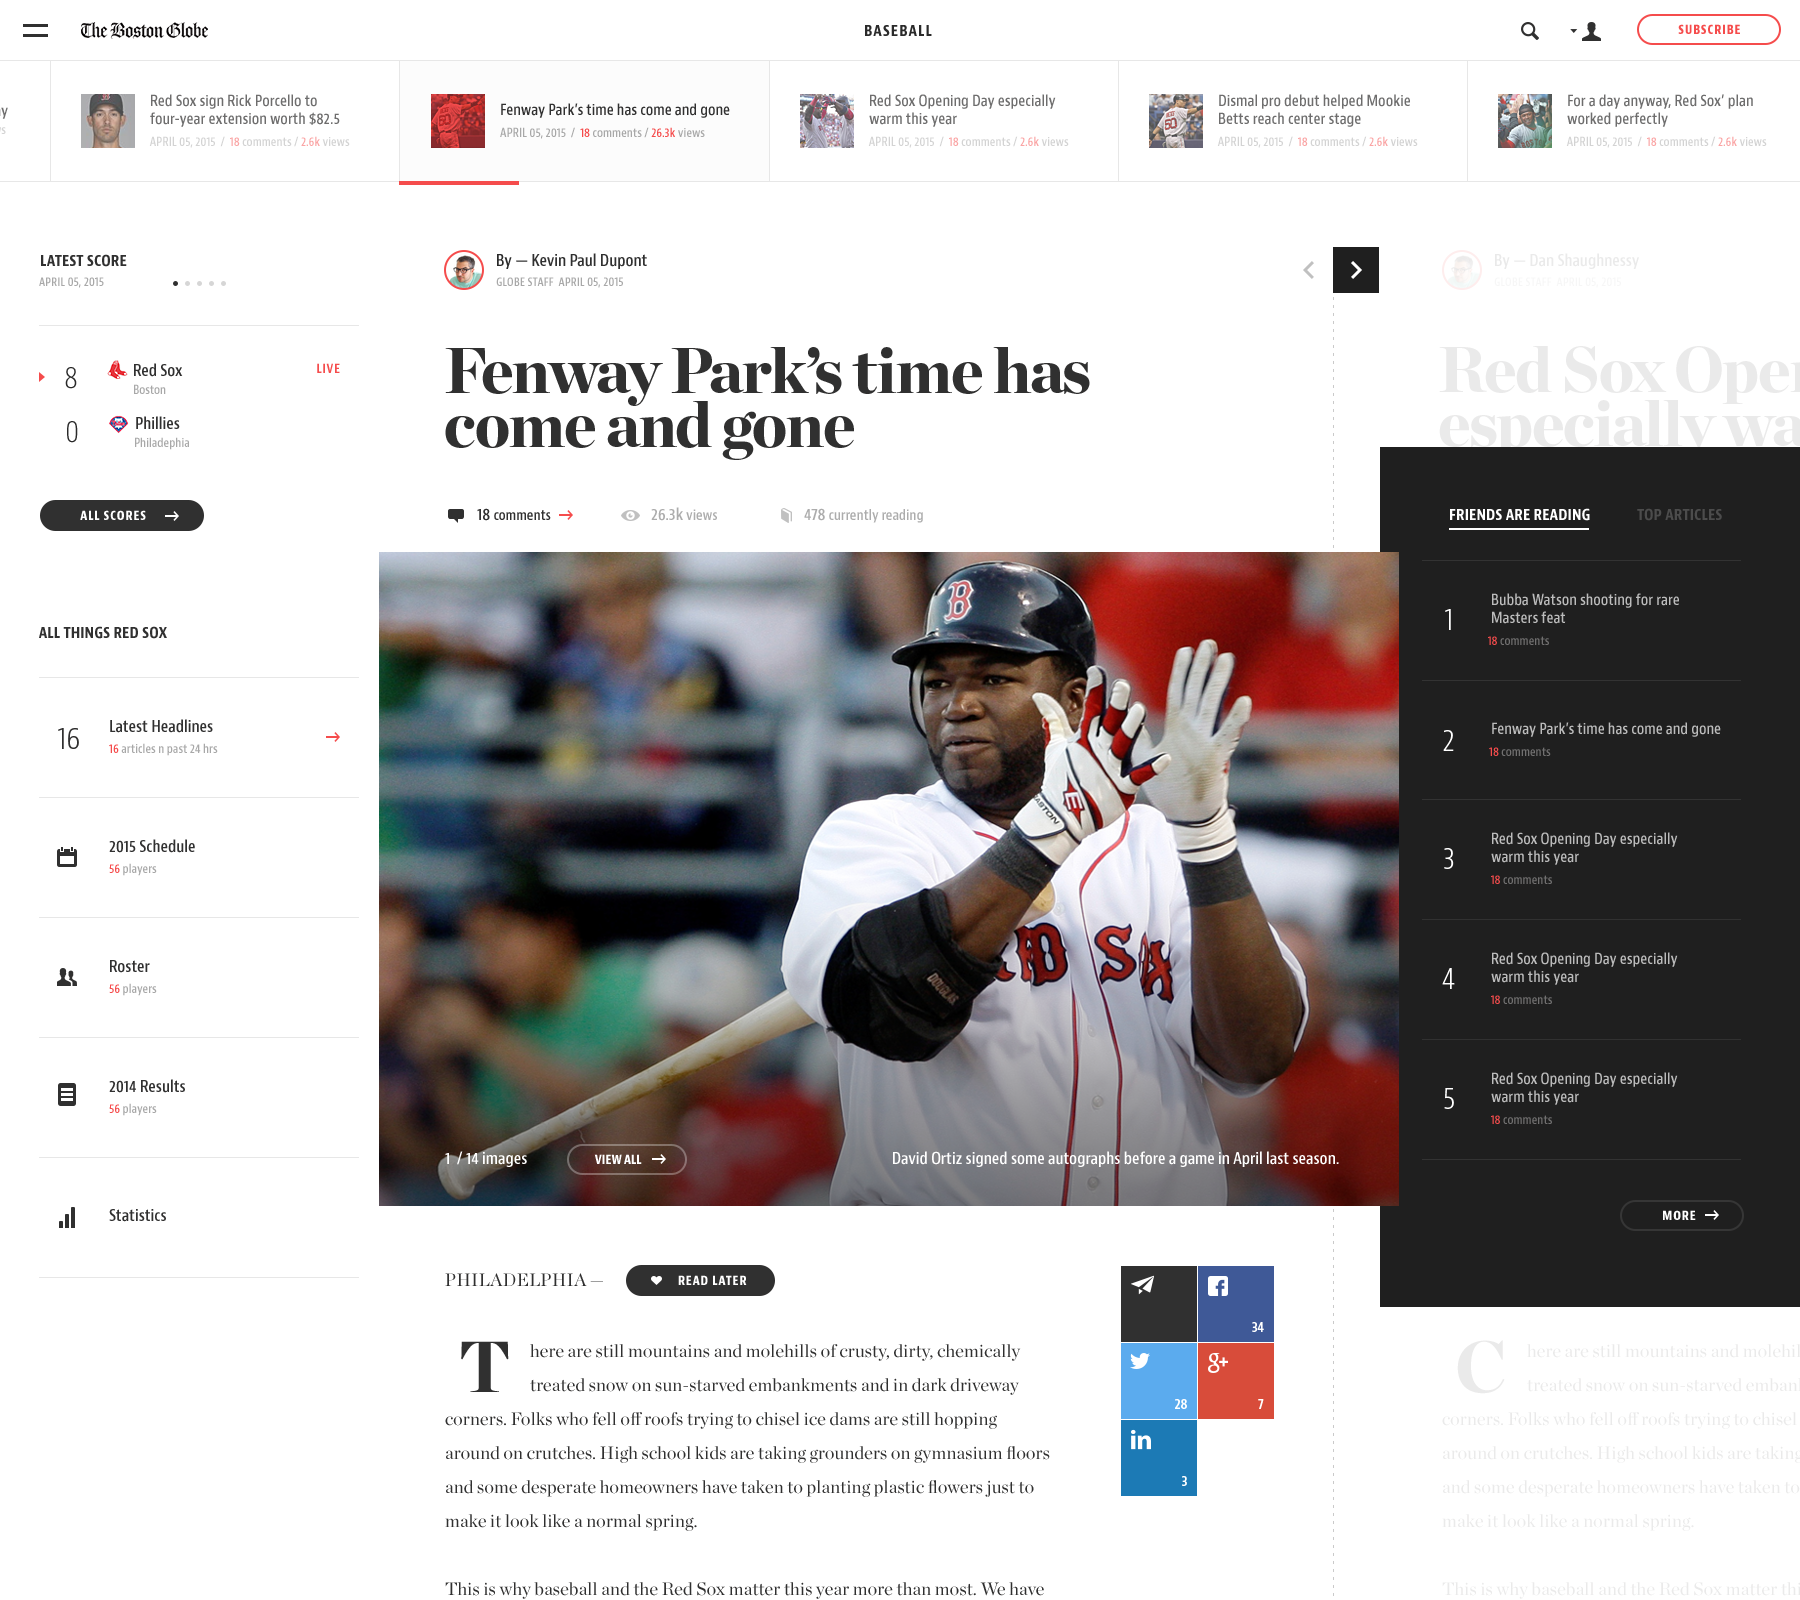 The Boston Globe
BASEBALL
SUBSCRIBE
Red Sox sign Rick Porcello to
four-year extension worth $82.5
APRIL 05, 2015 / 18 comments / 2.6k views
Fenway Park's time has come and gone
APRIL 05, 2015 / 18 comments / 26.3k views
Red Sox Opening Day especially
warm this year
APRIL 05, 2015 / 18 comments / 2.6k views
Dismal pro debut helped Mookie
Betts reach center stage
APRIL 05, 2015 / 18 comments / 2.6k views
For a day anyway, Red Sox' plan
worked perfectly
APRIL 05, 2015 / 18 comments / 2.6k views
LATEST SCORE
APRIL 05, 2015
8 Red Sox LIVE
Boston
0 Phillies
Philadephia
ALL SCORES
ALL THINGS RED SOX
16 Latest Headlines
16 articles n past 24 hrs
2015 Schedule
56 players
Roster
56 players
2014 Results
56 players
Statistics
By — Kevin Paul Dupont
GLOBE STAFF APRIL 05, 2015
Fenway Park's time has
come and gone
18 comments 26.3k views 478 currently reading
B
EASTON
E
DOUGLAS
RED SOX
1 / 14 images VIEW ALL David Ortiz signed some autographs before a game in April last season.
PHILADELPHIA — READ LATER
There are still mountains and molehills of crusty, dirty, chemically
treated snow on sun-starved embankments and in dark driveway
corners. Folks who fell off roofs trying to chisel ice dams are still hopping
around on crutches. High school kids are taking grounders on gymnasium floors
and some desperate homeowners have taken to planting plastic flowers just to
make it look like a normal spring.
This is why baseball and the Red Sox matter this year more than most. We have
34
28
g+
7
in
3
By — Dan Shaughnessy
GLOBE STAFF APRIL 05, 2015
Red Sox Oper
especially wa
FRIENDS ARE READING TOP ARTICLES
1 Bubba Watson shooting for rare
Masters feat
18 comments
2 Fenway Park's time has come and gone
18 comments
3 Red Sox Opening Day especially
warm this year
18 comments
4 Red Sox Opening Day especially
warm this year
18 comments
5 Red Sox Opening Day especially
warm this year
18 comments
MORE
Chere are still mountains and molehil
treated snow on sun-starved emban
corners. Folks who fell off roofs trying to chisel
around on crutches. High school kids are taking
and some desperate homeowners have taken to
make it look like a normal spring.
This is why baseball and the Red Sox matter thi